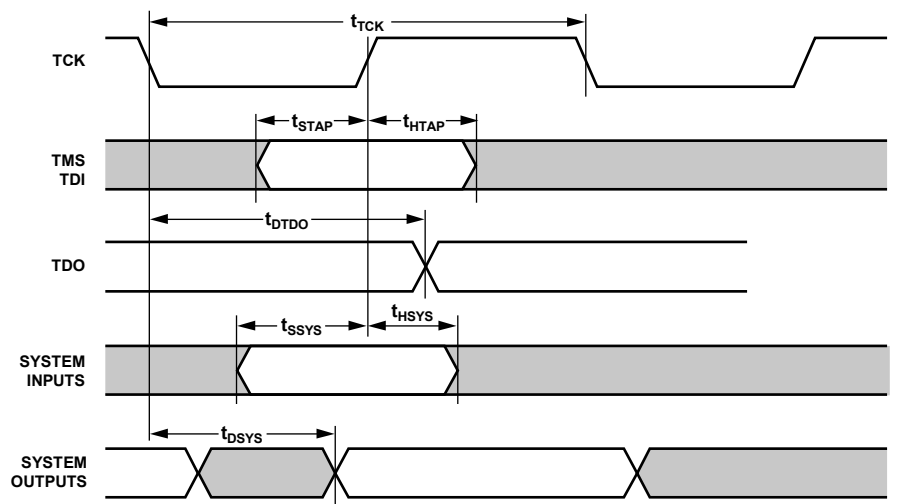 tTCK
TCK
tSTAP
tHTAP
TMS
TDI
tDTDO
TDO
tSSYS
tHSYS
SYSTEM
INPUTS
tDSYS
SYSTEM
OUTPUTS